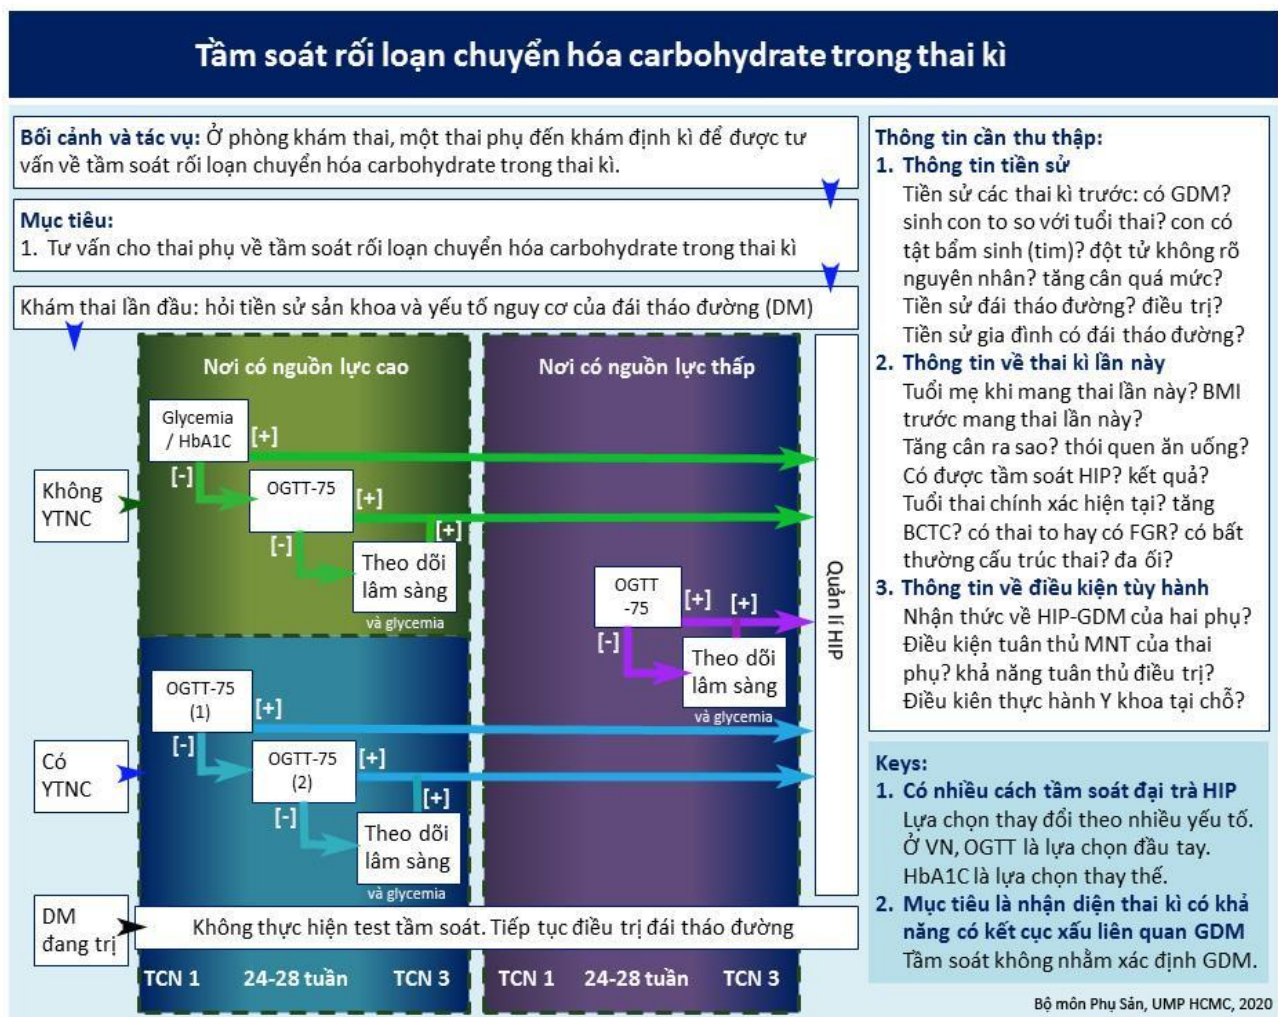 Tầm soát rối loạn chuyển hóa carbohydrate trong thai kì
Bối cảnh và tác vụ: Ở phòng khám thai, một thai phụ đến khám định kì để được tư
vấn về tầm soát rối loạn chuyển hóa carbohydrate trong thai kì.
Mục tiêu:
1. Tư vấn cho thai phụ về tầm soát rối loạn chuyển hóa carbohydrate trong thai kì
Khám thai lần đầu: hỏi tiền sử sản khoa và yếu tố nguy cơ của đái tháo đường (DM)
Nơi có nguồn lực cao
Glycemia
/ HbA1C
[+]
[-]
Không
YTNC
OGTT-75
[+]
[-]
[+]
Theo dõi
lâm sàng
và glycemia
Có
YTNC
OGTT-75
(1)
[+]
[-]
OGTT-75
(2)
[+]
[-]
[+]
Theo dõi
lâm sàng
và glycemia
Nơi có nguồn lực thấp
OGTT
-75
[+]
[+]
[-]
Theo dõi
lâm sàng
và glycemia
Quản lí HIP
DM
đang trị
Không thực hiện test tầm soát. Tiếp tục điều trị đái tháo đường
TCN 1
24-28 tuần
TCN 3
TCN 1
24-28 tuần
TCN 3
Thông tin cần thu thập:
1. Thông tin tiền sử
Tiền sử các thai kì trước: có GDM?
sinh con to so với tuổi thai? con có
tật bẩm sinh (tim)? đột tử không rõ
nguyên nhân? tăng cân quá mức?
Tiền sử đái tháo đường? điều trị?
Tiền sử gia đình có đái tháo đường?
2. Thông tin về thai kì lần này
Tuổi mẹ khi mang thai lần này? BMI
trước mang thai lần này?
Tăng cân ra sao? thói quen ăn uống?
Có được tầm soát HIP? kết quả?
Tuổi thai chính xác hiện tại? tăng
BCTC? có thai to hay có FGR? có bất
thường cấu trúc thai? đa ối?
3. Thông tin về điều kiện tùy hành
Nhận thức về HIP-GDM của hai phụ?
Điều kiện tuân thủ MNT của thai
phụ? khả năng tuân thủ điều trị?
Điều kiên thực hành Y khoa tại chỗ?
Keys:
1. Có nhiều cách tầm soát đại trà HIP
Lựa chọn thay đổi theo nhiều yếu tố.
Ở VN, OGTT là lựa chọn đầu tay.
HbA1C là lựa chọn thay thế.
2. Mục tiêu là nhận diện thai kì có khả
năng có kết cục xấu liên quan GDM
Tầm soát không nhằm xác định GDM.
Bộ môn Phụ Sản, UMP HCMC, 2020